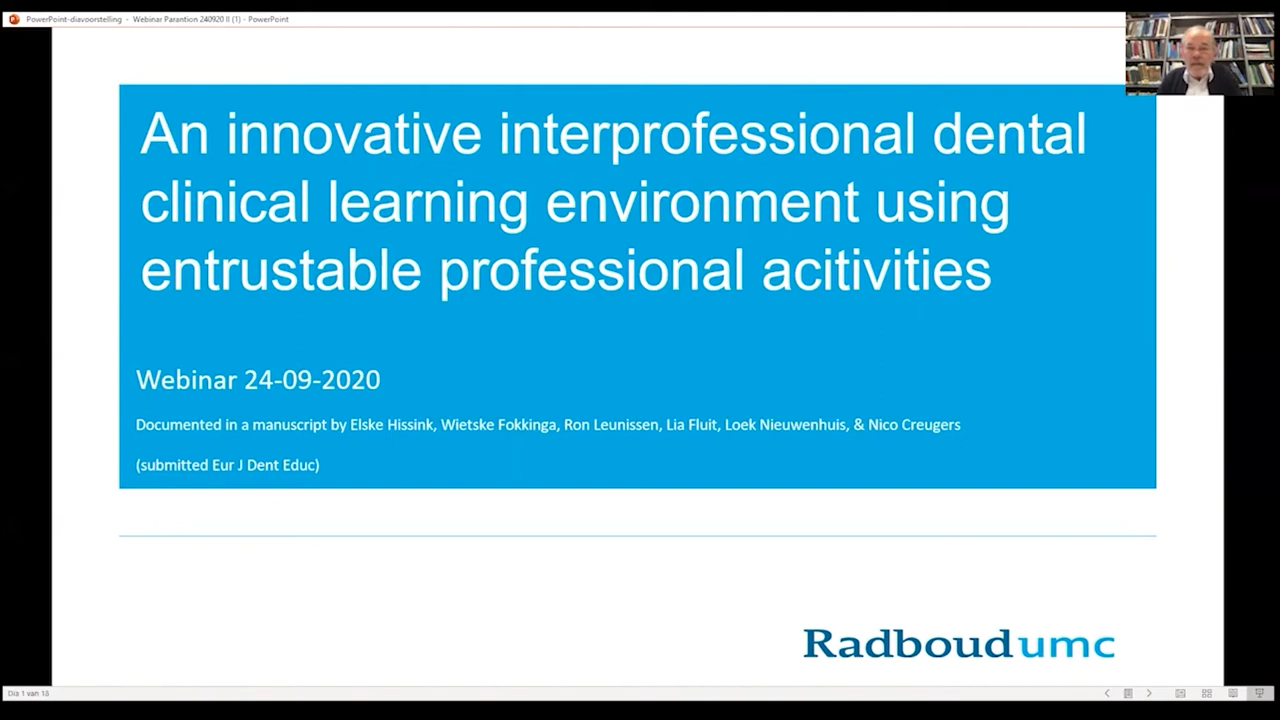 PowerPoint-diavoorstelling - Webinar Parantion 240920 II (1) - PowerPoint
An innovative interprofessional dental
clinical learning environment using
entrustable professional acitivities
Webinar 24-09-2020
Documented in a manuscript by Elske Hissink, Wietske Fokkinga, Ron Leunissen, Lia Fluit, Loek Nieuwenhuis, & Nico Creugers
(submitted Eur J Dent Educ)
Radboudumc
Dia 1 van 18